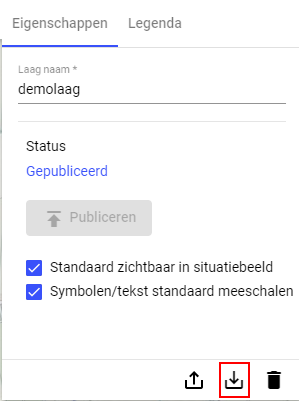 Eigenschappen Legenda
Laag naam *
demolaag
Status
Gepubliceerd
Publiceren
Standaard zichtbaar in situatiebeeld
Symbolen/tekst standaard meeschalen